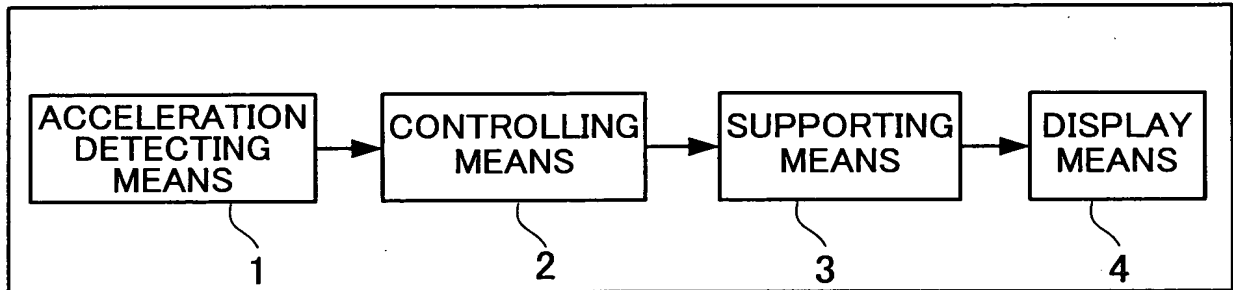 ACCELERATION
DETECTING
MEANS
CONTROLLING
MEANS
SUPPORTING
MEANS
DISPLAY
MEANS
1
2
3
4